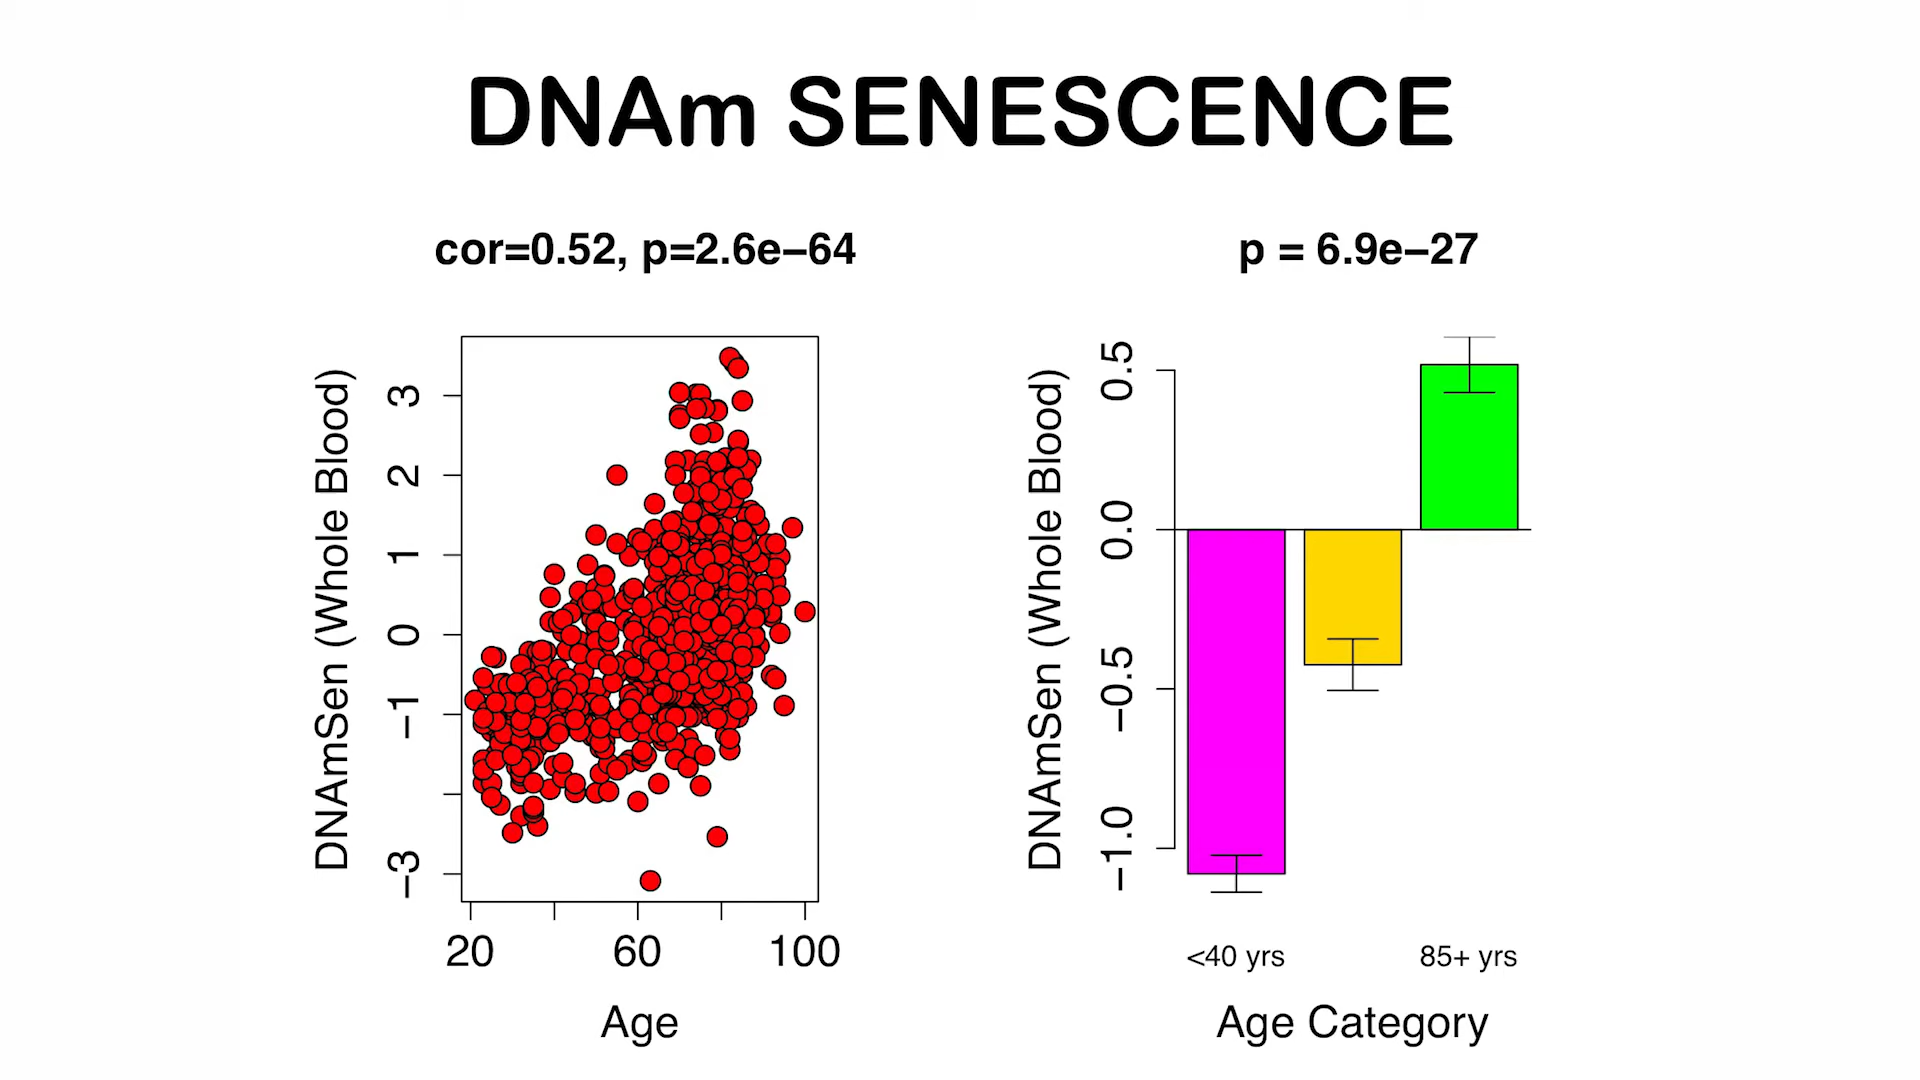 DNAm SENESCENCE
cor=0.52, p=2.6e−64
DNAmSen (Whole Blood)
3
2
1
0
−1
−3
20 60 100
Age
p = 6.9e−27
DNAmSen (Whole Blood)
0.5
0.0
−0.5
−1.0
<40 yrs 85+ yrs
Age Category